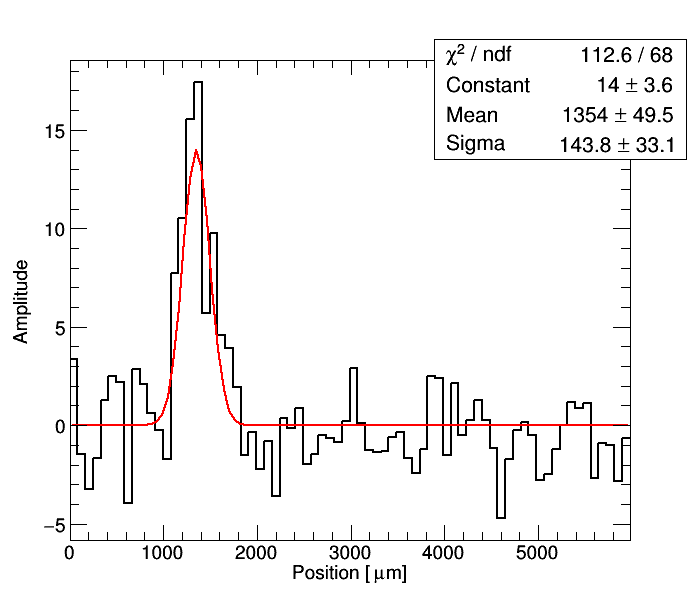 χ² / ndf 112.6 / 68
Constant 14 ± 3.6
Mean 1354 ± 49.5
Sigma 143.8 ± 33.1
15
10
5
0
−5
Amplitude
0 1000 2000 3000 4000 5000
Position [ μm]